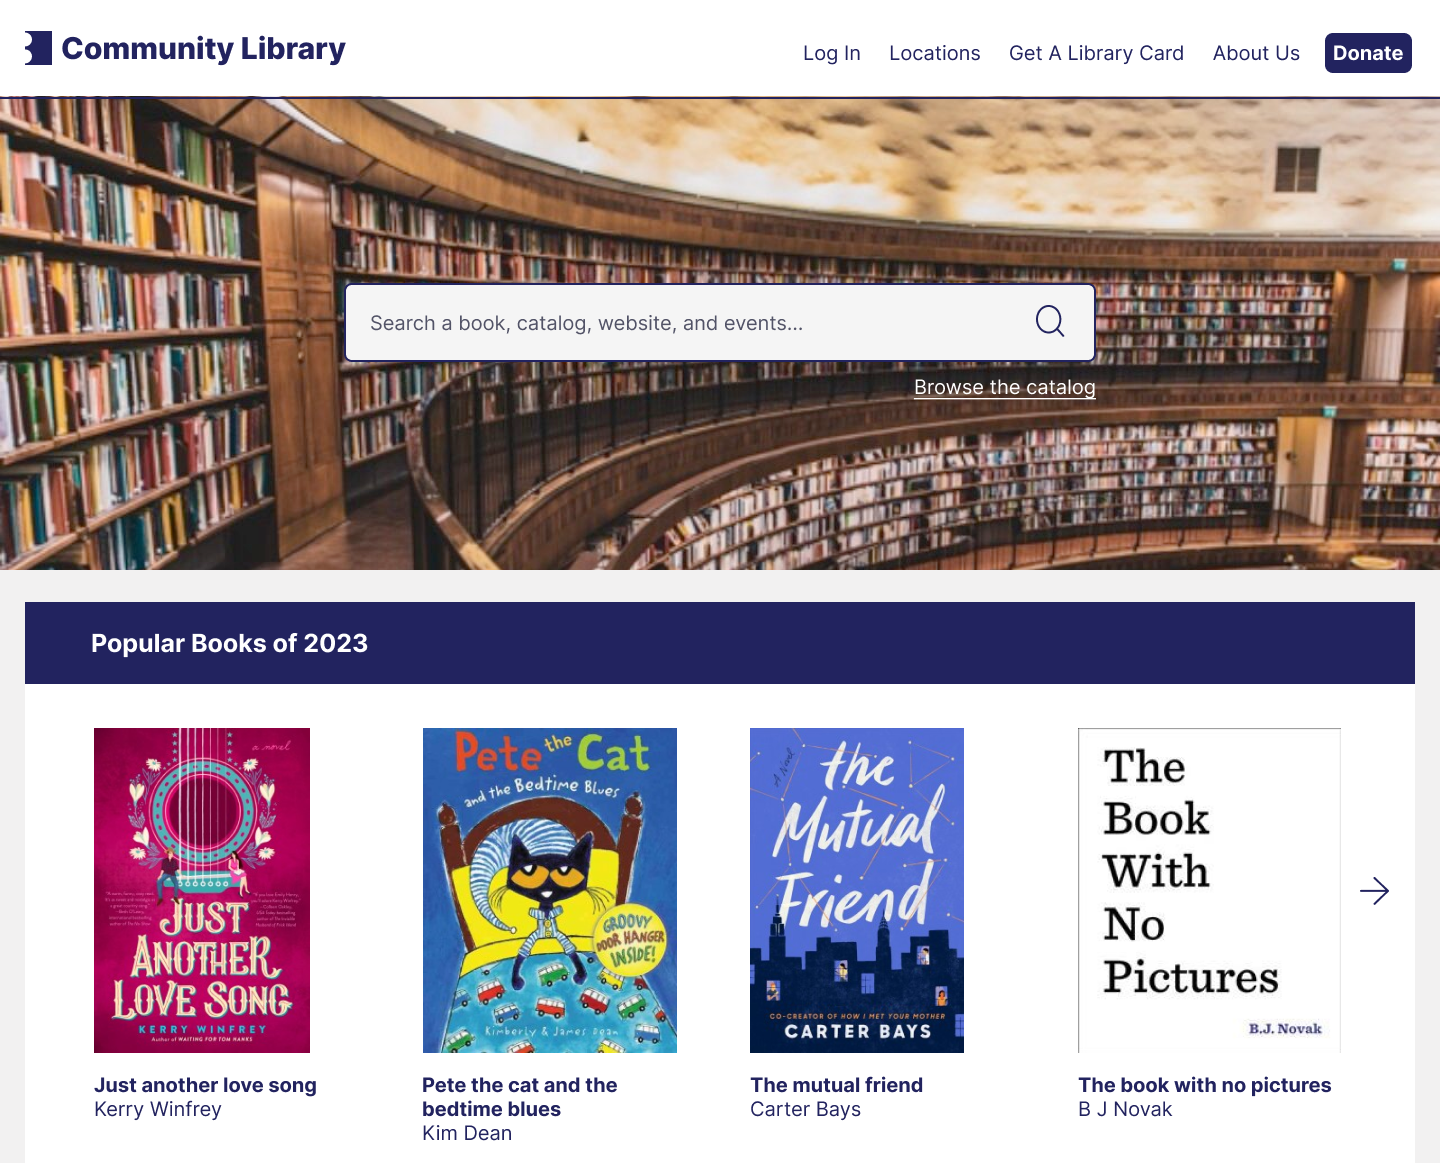 Community Library
Log In
Locations
Get A Library Card
About Us
Donate
Search a book, catalog, website, and events...
Browse the catalog
Popular Books of 2023
a novel
JUST
ANOTHER
LOVE SONG
KERRY WINFREY
Author of WAITING FOR TOM HANKS
Pete the Cat
and the Bedtime Blues
GROOVY
DOOR HANGER
INSIDE!
Kimberly & James Dean
A Novel
the
Mutual
Friend
CO-CREATOR OF HOW I MET YOUR MOTHER
CARTER BAYS
The
Book
With
No
Pictures
B.J. Novak
Just another love song
Kerry Winfrey
Pete the cat and the
bedtime blues
Kim Dean
The mutual friend
Carter Bays
The book with no pictures
B J Novak